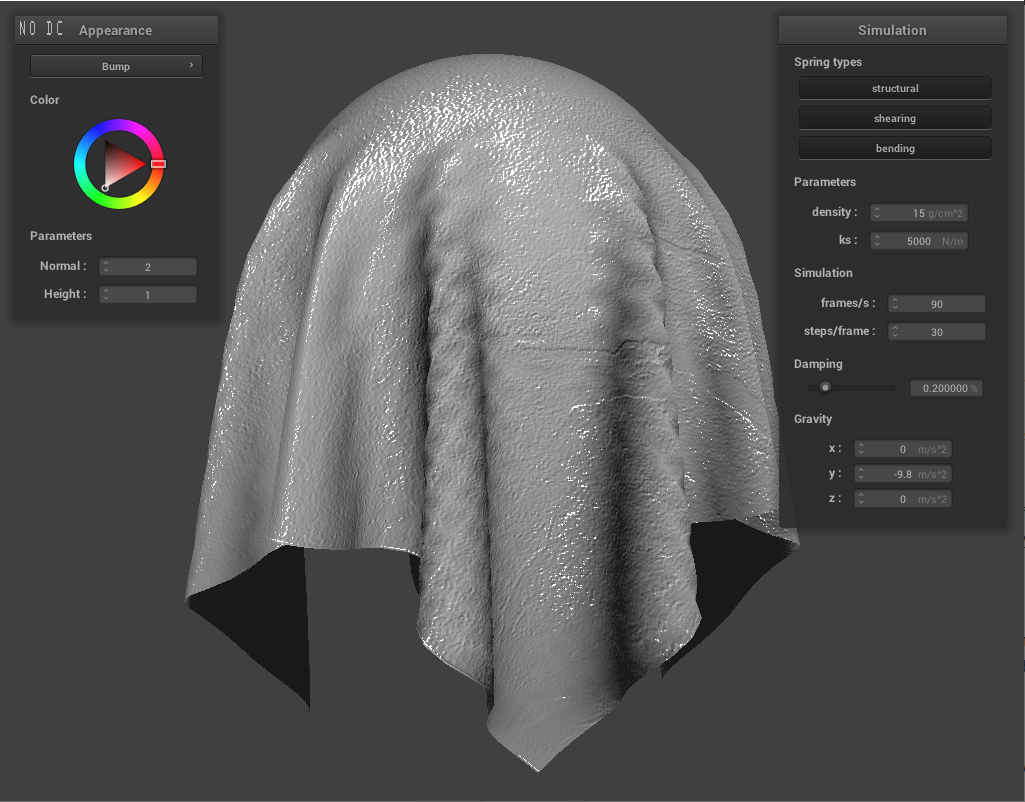 NO DC Appearance
Bump ›
Color
Parameters
Normal : 2
Height : 1
Simulation
Spring types
structural
shearing
bending
Parameters
density : 15 g/cm^2
ks : 5000 N/m
Simulation
frames/s : 90
steps/frame : 30
Damping
0.200000 %
Gravity
x : 0 m/s^2
y : -9.8 m/s^2
z : 0 m/s^2